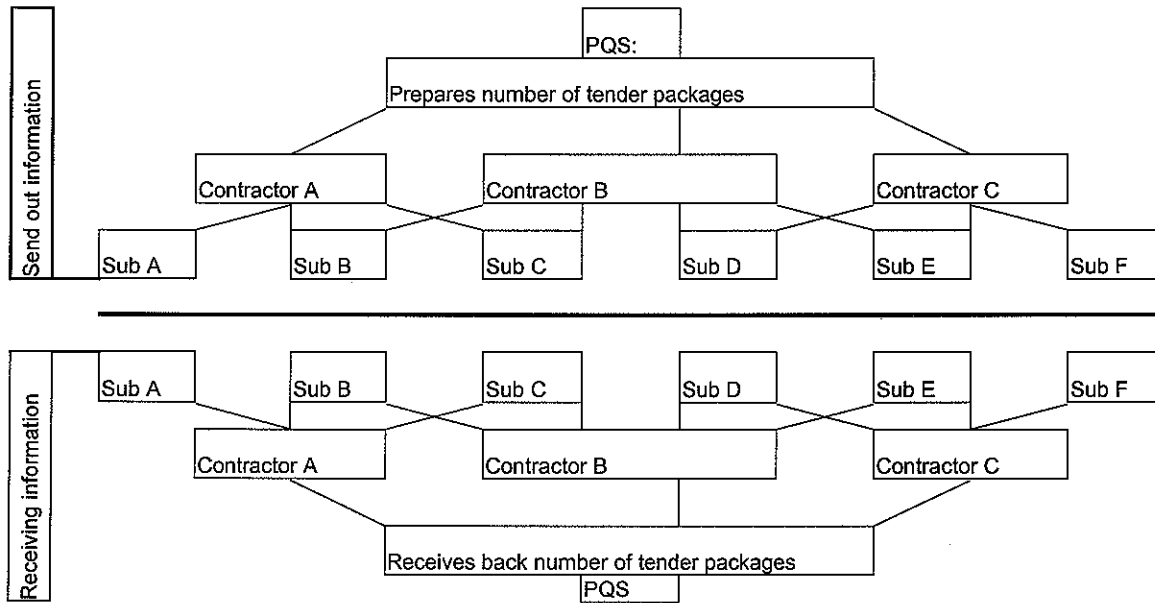 Send out information
PQS:
Prepares number of tender packages
Contractor A
Contractor B
Contractor C
Sub A
Sub B
Sub C
Sub D
Sub E
Sub F
Receiving information
Sub A
Sub B
Sub C
Sub D
Sub E
Sub F
Contractor A
Contractor B
Contractor C
Receives back number of tender packages
PQS